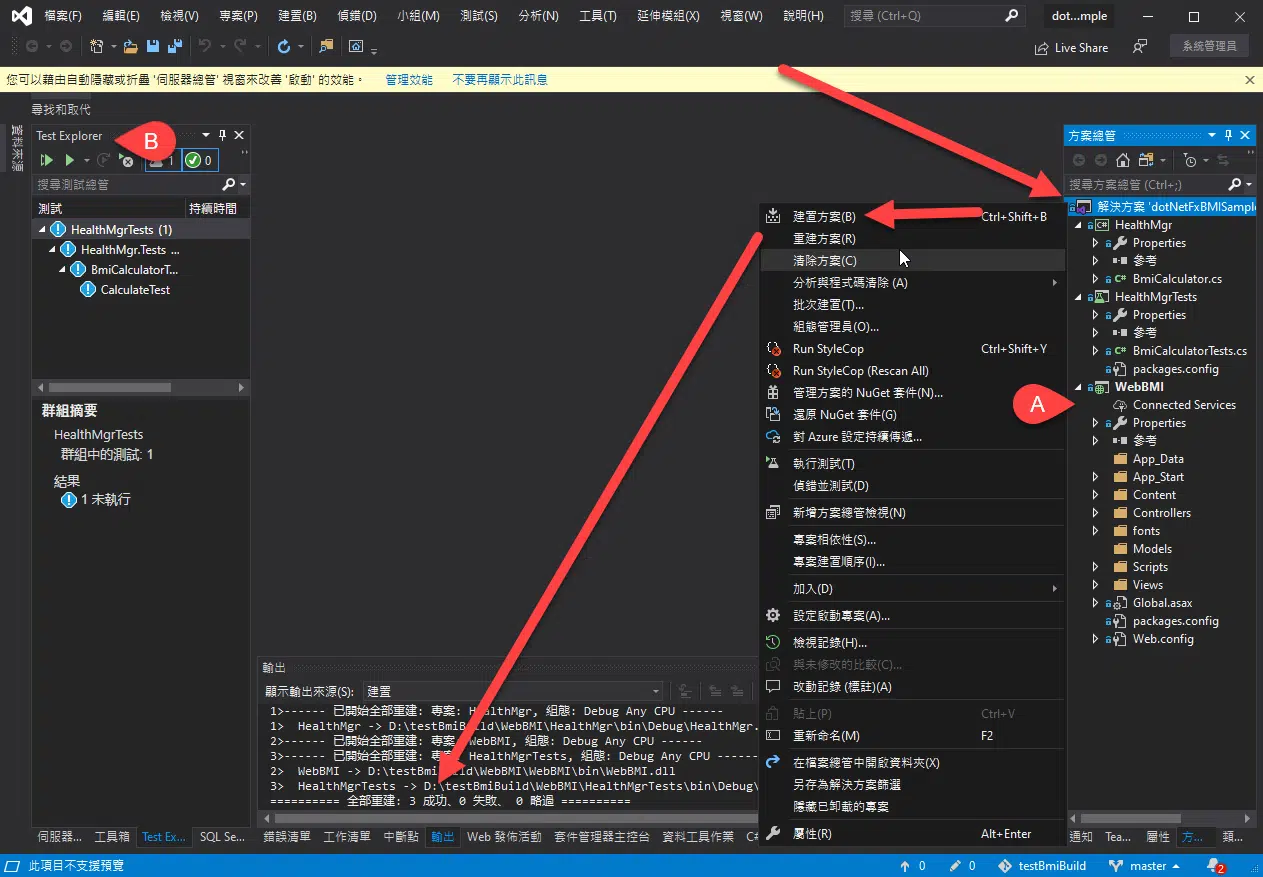 檔案(F) 編輯(E) 檢視(V) 專案(P) 建置(B) 偵錯(D) 小組(M) 測試(S) 分析(N) 工具(T) 延伸模組(X) 視窗(W) 說明(H) 搜尋 (Ctrl+Q) dot...mple
Live Share 系統管理員
您可以藉由自動隱藏或折疊 '伺服器總管' 視窗來改善 '啟動' 的效能。 管理效能 不要再顯示此訊息
尋找和取代
資料來源
Test Explorer
B
1 0
搜尋測試總管
測試 持續時間
HealthMgrTests (1)
HealthMgr.Tests ...
BmiCalculatorT...
CalculateTest
群組摘要
HealthMgrTests
群組中的測試: 1
結果
1 未執行
建置方案(B) Ctrl+Shift+B
重建方案(R)
清除方案(C)
分析與程式碼清除 (A)
批次建置(T)...
組態管理員(O)...
Run StyleCop Ctrl+Shift+Y
Run StyleCop (Rescan All)
管理方案的 NuGet 套件(N)...
還原 NuGet 套件(G)
對 Azure 設定持續傳遞...
執行測試(T)
偵錯並測試(D)
新增方案總管檢視(N)
專案相依性(S)...
專案建置順序(I)...
加入(D)
設定啟動專案(A)...
檢視記錄(H)...
與未修改的比較(C)...
改動記錄 (標註)(A)
貼上(P) Ctrl+V
重新命名(M) F2
在檔案總管中開啟資料夾(X)
另存為解決方案篩選
隱藏已卸載的專案
屬性(R) Alt+Enter
方案總管
搜尋方案總管 (Ctrl+;)
解決方案 'dotNetFxBMISampl
C# HealthMgr
Properties
參考
C# BmiCalculator.cs
HealthMgrTests
Properties
參考
C# BmiCalculatorTests.cs
packages.config
WebBMI
A
Connected Services
Properties
參考
App_Data
App_Start
Content
Controllers
fonts
Models
Scripts
Views
Global.asax
packages.config
Web.config
輸出
顯示輸出來源(S): 建置
1>------ 已開始全部重建: 專案: HealthMgr, 組態: Debug Any CPU ------
1> HealthMgr -> D:\testBmiBuild\WebBMI\HealthMgr\bin\Debug\HealthMgr.
2>------ 已開始全部重建: 專案: WebBMI, 組態: Debug Any CPU ------
3>------ 已開始全部重建: 專案: HealthMgrTests, 組態: Debug Any CPU ------
2> WebBMI -> D:\testBmiBuild\WebBMI\WebBMI\bin\WebBMI.dll
3> HealthMgrTests -> D:\testBmiBuild\WebBMI\HealthMgrTests\bin\Debug\
========== 全部重建: 3 成功、0 失敗、 0 略過 ==========
伺服器... 工具箱 Test Ex... SQL Se... 錯誤清單 工作清單 中斷點 輸出 Web 發佈活動 套件管理器主控台 資料工具作業 C# 通知 Tea... 屬性 方... 類...
此項目不支援預覽 0 0 testBmiBuild master 2